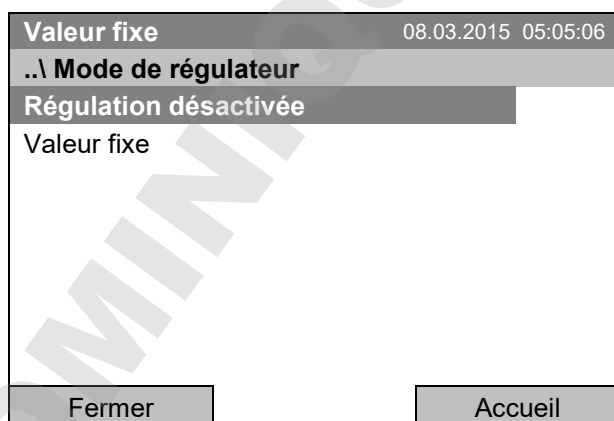 Valeur fixe 08.03.2015 05:05:06
..\ Mode de régulateur
Régulation désactivée
Valeur fixe
Fermer Accueil